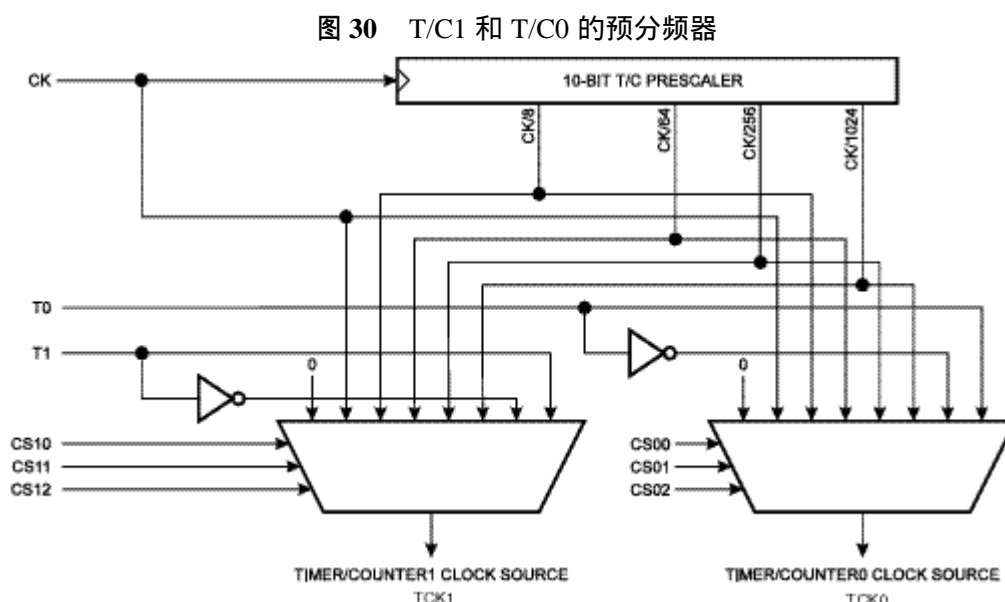 图 30 T/C1 和 T/C0 的预分频器
CK
10-BIT T/C PRESCALER
CK/8
CK/64
CK/256
CK/1024
T0
T1
0
0
CS10
CS11
CS12
CS00
CS01
CS02
TIMER/COUNTER1 CLOCK SOURCE
TCK1
TIMER/COUNTER0 CLOCK SOURCE
TCK0